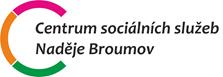 Centrum sociálních služeb
Naděje Broumov